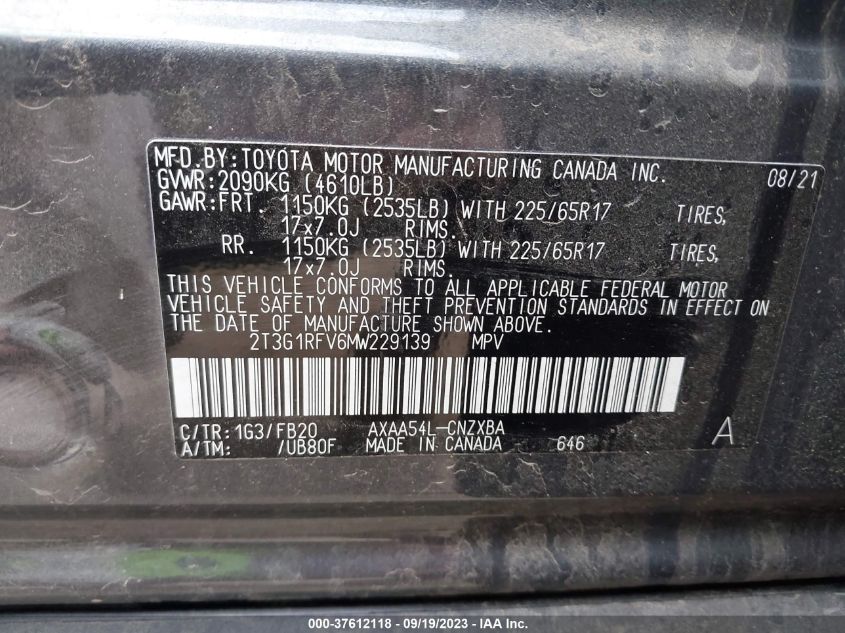 MFD.BY:TOYOTA MOTOR MANUFACTURING CANADA INC. 08/21
GVWR:2090KG (4610LB)
GAWR:FRT. 1150KG (2535LB) WITH 225/65R17 TIRES,
17x7.0J RIMS.
RR. 1150KG (2535LB) WITH 225/65R17 TIRES,
17x7.0J RIMS.
THIS VEHICLE CONFORMS TO ALL APPLICABLE FEDERAL MOTOR
VEHICLE SAFETY AND THEFT PREVENTION STANDARDS IN EFFECT ON
THE DATE OF MANUFACTURE SHOWN ABOVE.
2T3G1RFV6MW229139 MPV
C/TR:1G3/FB20 AXAA54L-CNZXBA A
A/TM: /UB80F MADE IN CANADA 646
000-37612118 - 09/19/2023 - Copyright © 2023 IAA, Inc.